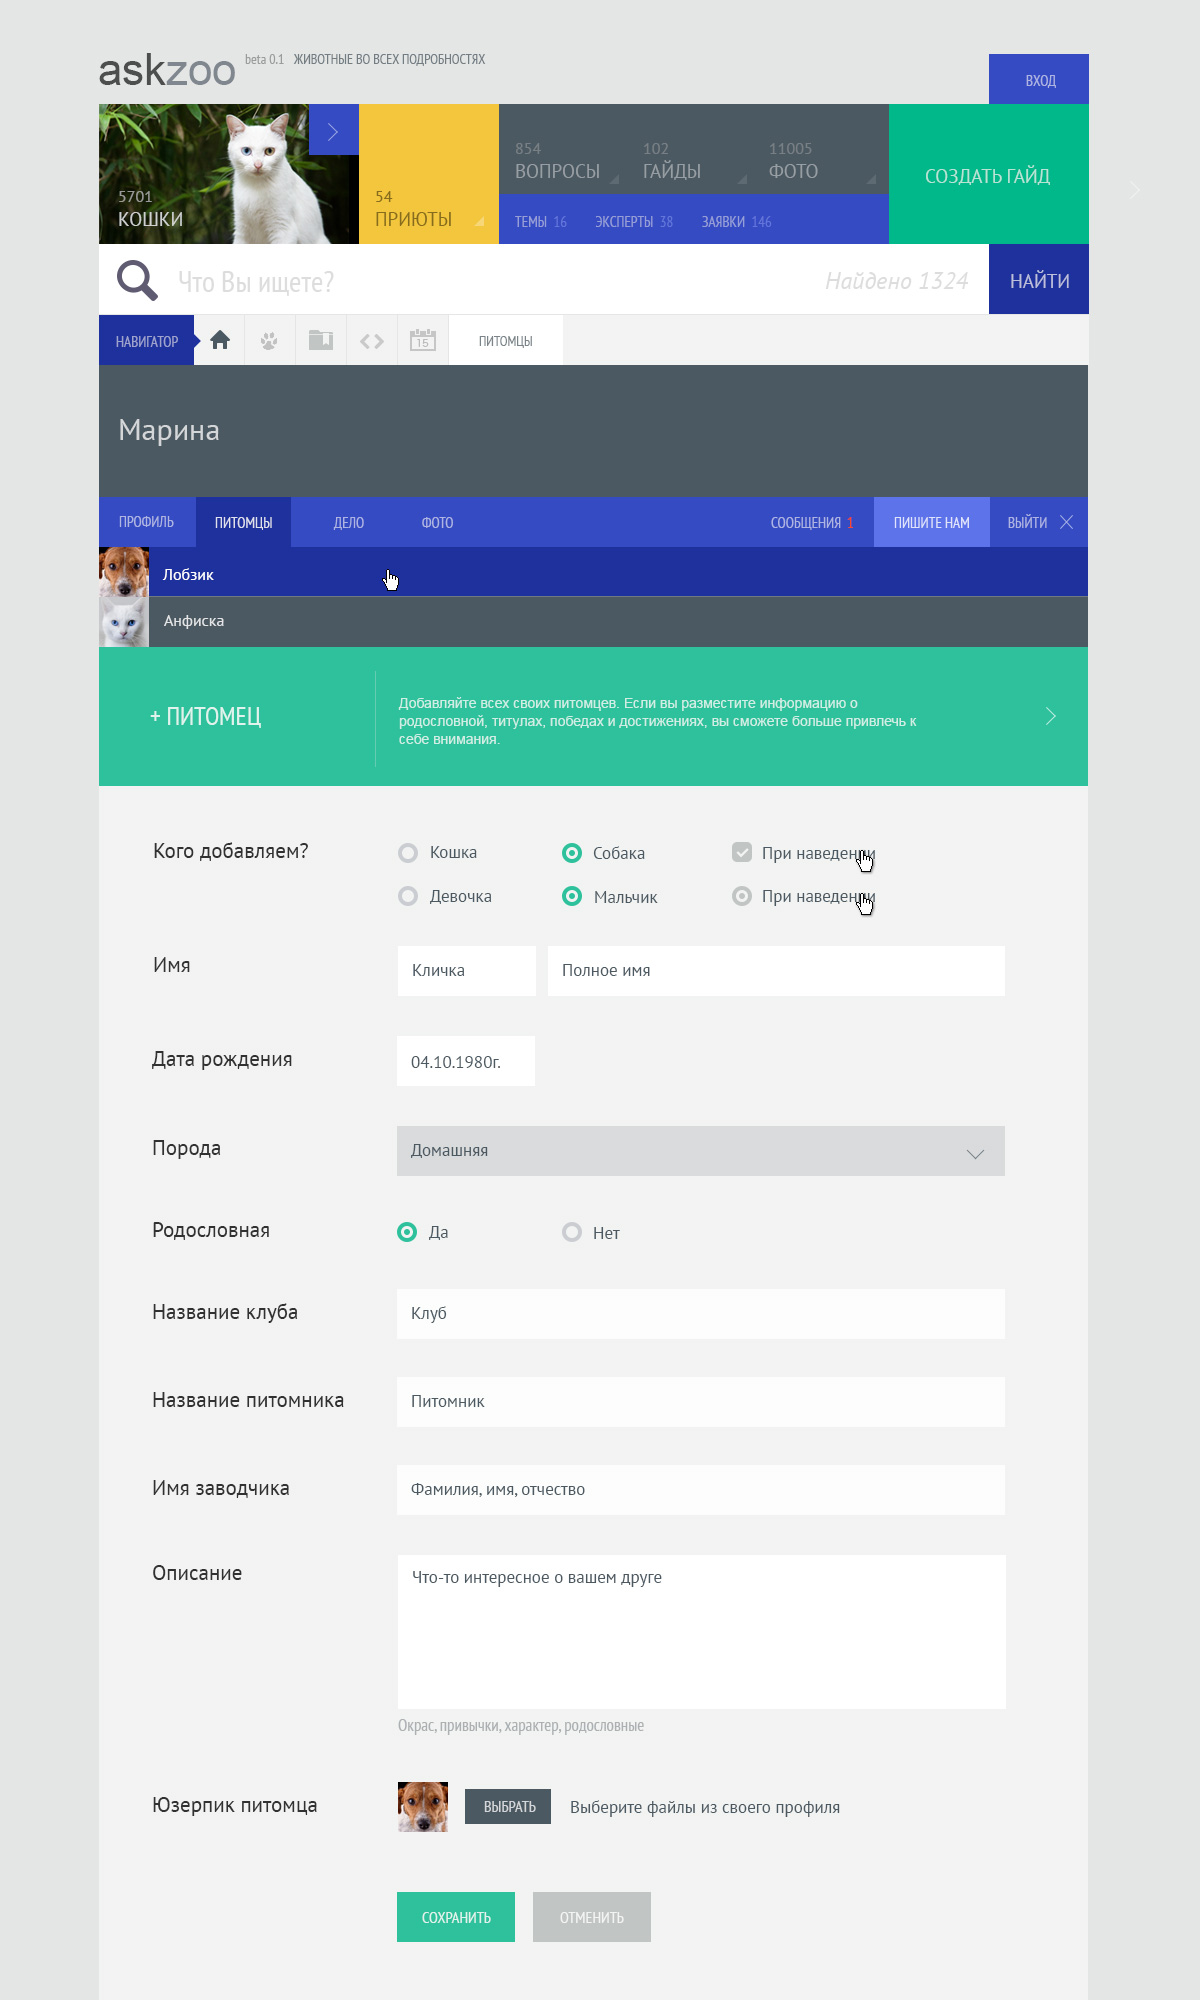 askzoo beta 0.1 ЖИВОТНЫЕ ВО ВСЕХ ПОДРОБНОСТЯХ
ВХОД
5701
КОШКИ
54
ПРИЮТЫ
854 102 11005
ВОПРОСЫ ГАЙДЫ ФОТО
ТЕМЫ 16 ЭКСПЕРТЫ 38 ЗАЯВКИ 146
СОЗДАТЬ ГАЙД
Что Вы ищете? Найдено 1324 НАЙТИ
НАВИГАТОР 15 ПИТОМЦЫ
Марина
ПРОФИЛЬ ПИТОМЦЫ ДЕЛО ФОТО СООБЩЕНИЯ 1 ПИШИТЕ НАМ ВЫЙТИ
Лобзик
Анфиска
+ ПИТОМЕЦ
Добавляйте всех своих питомцев. Если вы разместите информацию о
родословной, титулах, победах и достижениях, вы сможете больше привлечь к
себе внимания.
Кого добавляем? Кошка Собака При наведении
Девочка Мальчик При наведении
Имя Кличка Полное имя
Дата рождения 04.10.1980г.
Порода Домашняя
Родословная Да Нет
Название клуба Клуб
Название питомника Питомник
Имя заводчика Фамилия, имя, отчество
Описание Что-то интересное о вашем друге
Окрас, привычки, характер, родословные
Юзерпик питомца ВЫБРАТЬ Выберите файлы из своего профиля
СОХРАНИТЬ ОТМЕНИТЬ